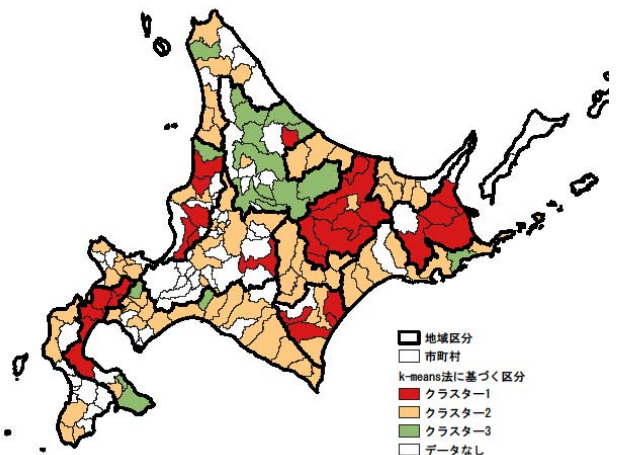 地域区分
市町村
k-means法に基づく区分
クラスター1
クラスター2
クラスター3
データなし